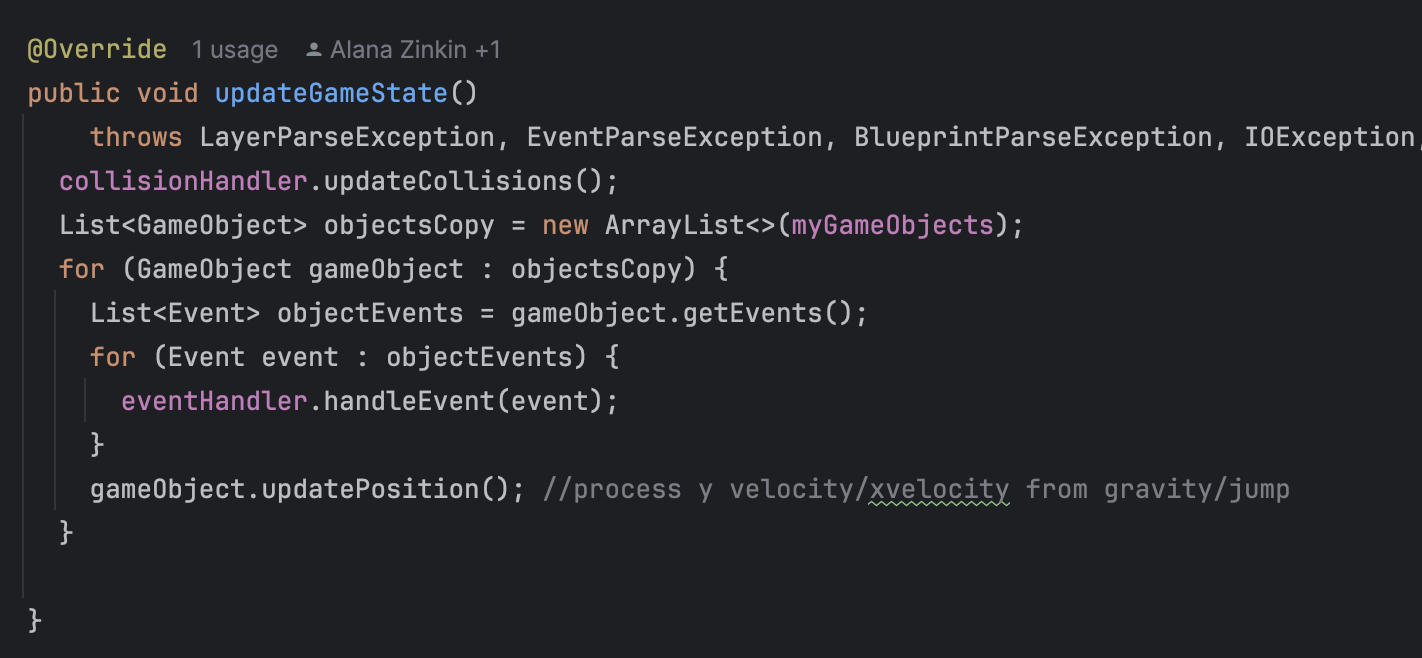 @Override 1 usage Alana Zinkin +1
public void updateGameState()
throws LayerParseException, EventParseException, BlueprintParseException, IOException,
collisionHandler.updateCollisions();
List<GameObject> objectsCopy = new ArrayList<>(myGameObjects);
for (GameObject gameObject : objectsCopy) {
List<Event> objectEvents = gameObject.getEvents();
for (Event event : objectEvents) {
eventHandler.handleEvent(event);
}
gameObject.updatePosition(); //process y velocity/xvelocity from gravity/jump
}
}